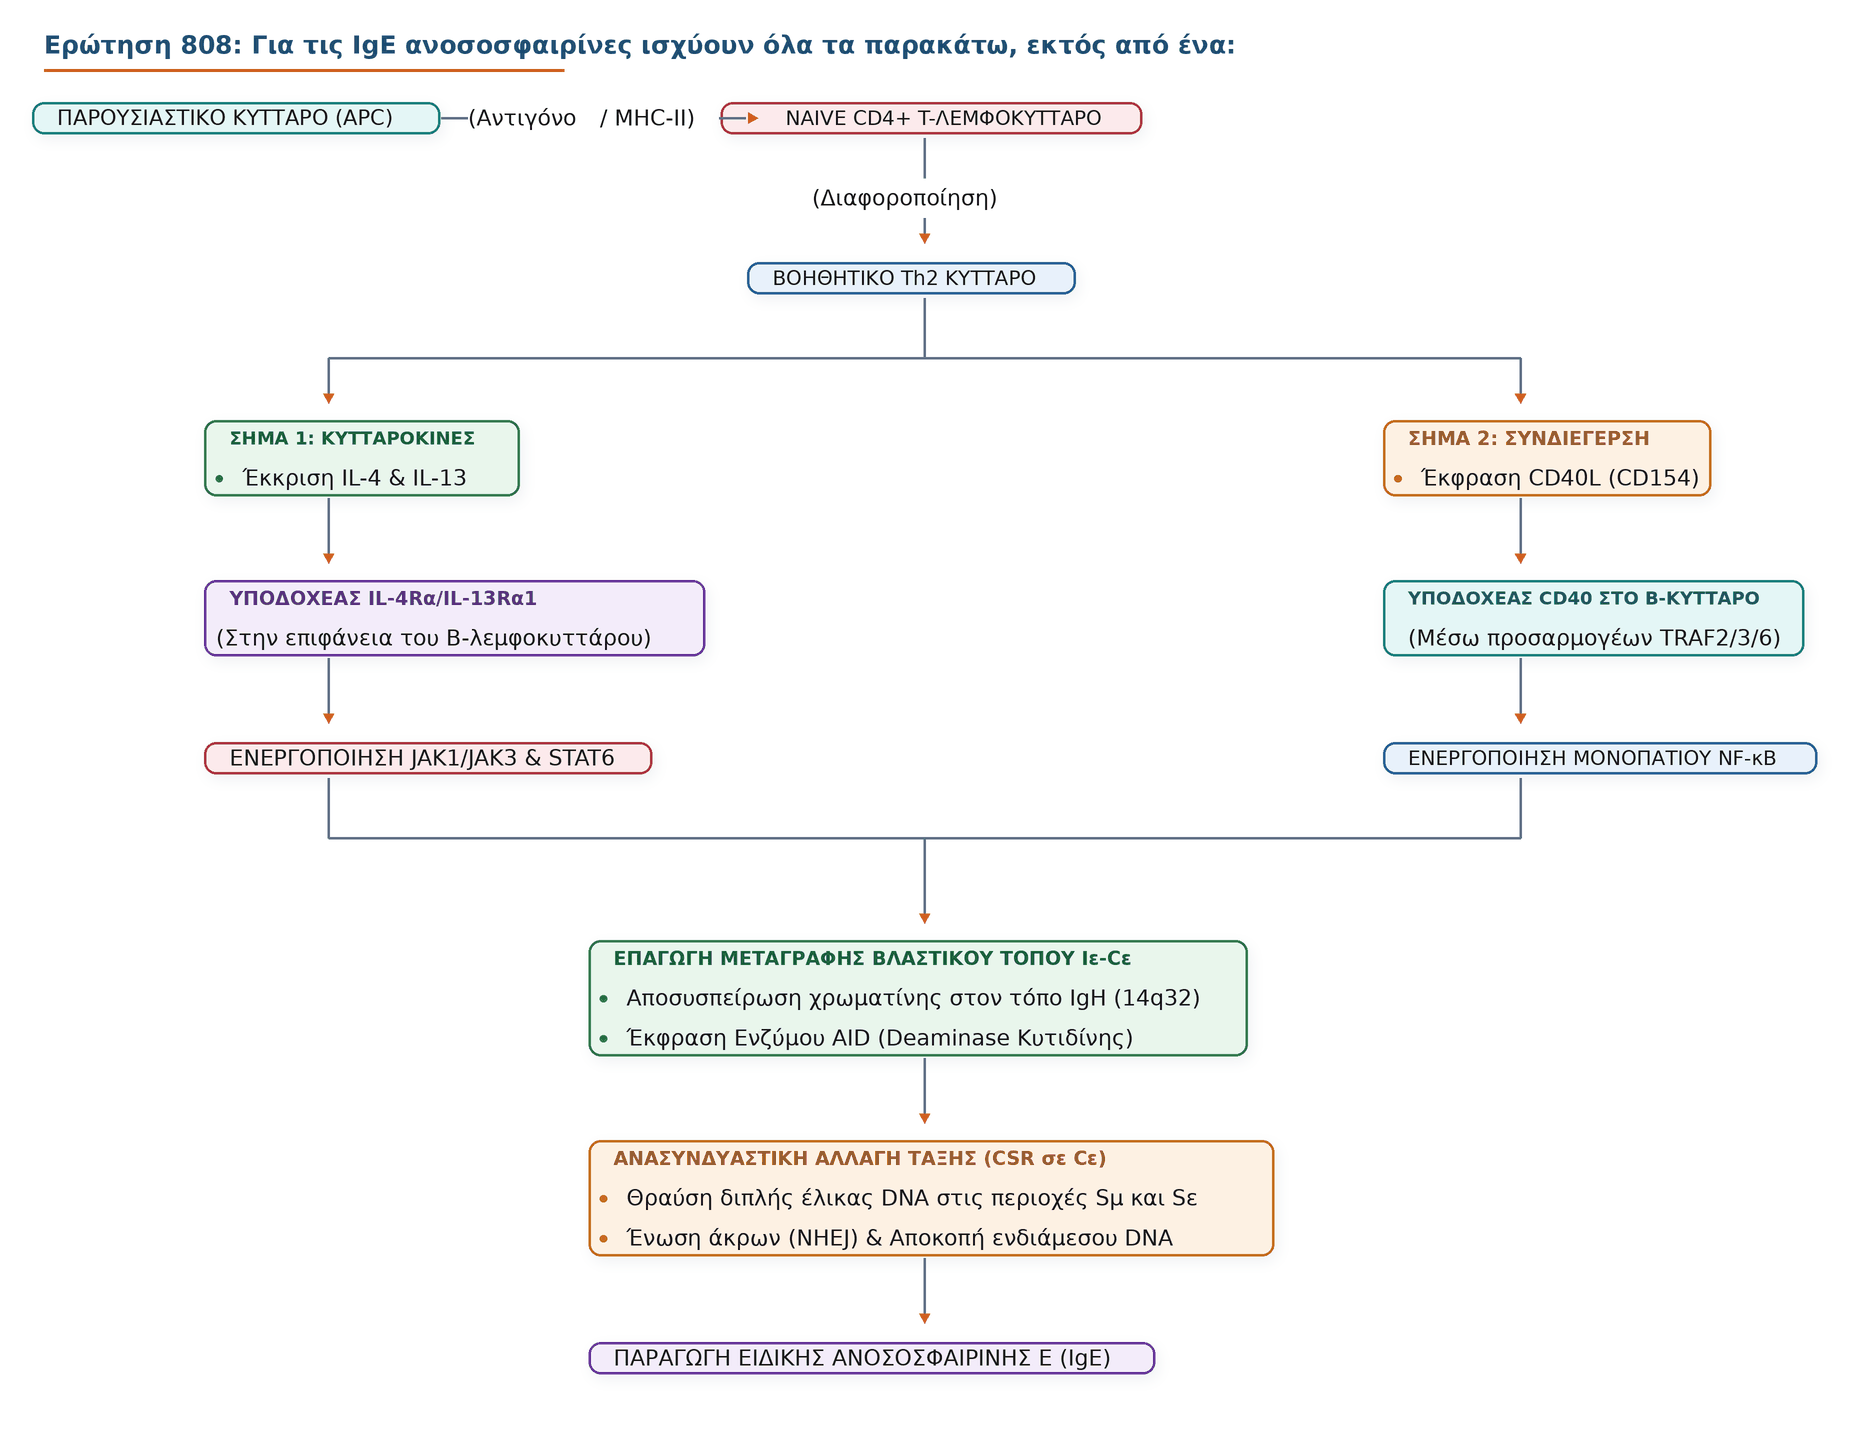 Ερώτηση 808: Για τις IgE ανοσοσφαιρίνες ισχύουν όλα τα παρακάτω, εκτός από ένα:
ΠΑΡΟΥΣΙΑΣΤΙΚΟ ΚΥΤΤΑΡΟ (APC) (Αντιγόνο / MHC-II) NAIVE CD4+ Τ-ΛΕΜΦΟΚΥΤΤΑΡΟ
(Διαφοροποίηση)
ΒΟΗΘΗΤΙΚΟ Th2 ΚΥΤΤΑΡΟ
ΣΗΜΑ 1: ΚΥΤΤΑΡΟΚΙΝΕΣ
• Έκκριση IL-4 & IL-13
ΣΗΜΑ 2: ΣΥΝΔΙΕΓΕΡΣΗ
• Έκφραση CD40L (CD154)
ΥΠΟΔΟΧΕΑΣ IL-4Rα/IL-13Rα1
(Στην επιφάνεια του Β-λεμφοκυττάρου)
ΥΠΟΔΟΧΕΑΣ CD40 ΣΤΟ Β-ΚΥΤΤΑΡΟ
(Μέσω προσαρμογέων TRAF2/3/6)
ΕΝΕΡΓΟΠΟΙΗΣΗ JAK1/JAK3 & STAT6
ΕΝΕΡΓΟΠΟΙΗΣΗ ΜΟΝΟΠΑΤΙΟΥ NF-κB
ΕΠΑΓΩΓΗ ΜΕΤΑΓΡΑΦΗΣ ΒΛΑΣΤΙΚΟΥ ΤΟΠΟΥ Iε-Cε
• Αποσυσπείρωση χρωματίνης στον τόπο IgH (14q32)
• Έκφραση Ενζύμου AID (Deaminase Κυτιδίνης)
ΑΝΑΣΥΝΔΥΑΣΤΙΚΗ ΑΛΛΑΓΗ ΤΑΞΗΣ (CSR σε Cε)
• Θραύση διπλής έλικας DNA στις περιοχές Sμ και Sε
• Ένωση άκρων (NHEJ) & Αποκοπή ενδιάμεσου DNA
ΠΑΡΑΓΩΓΗ ΕΙΔΙΚΗΣ ΑΝΟΣΟΣΦΑΙΡΙΝΗΣ Ε (IgE)